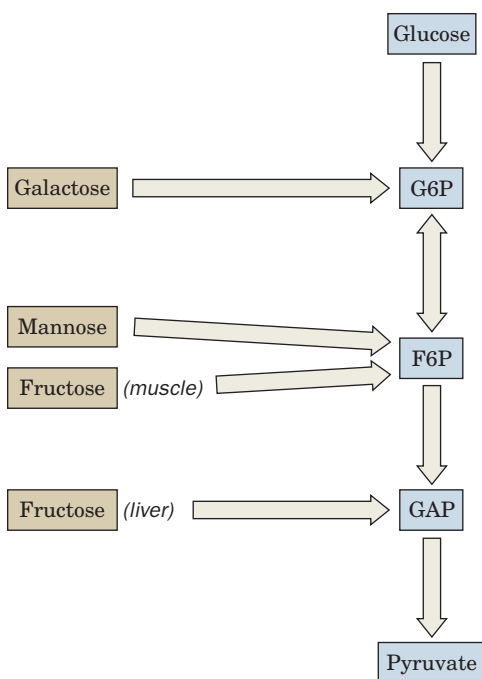 Glucose
Galactose
G6P
Mannose
F6P
Fructose (muscle)
Fructose (liver)
GAP
Pyruvate